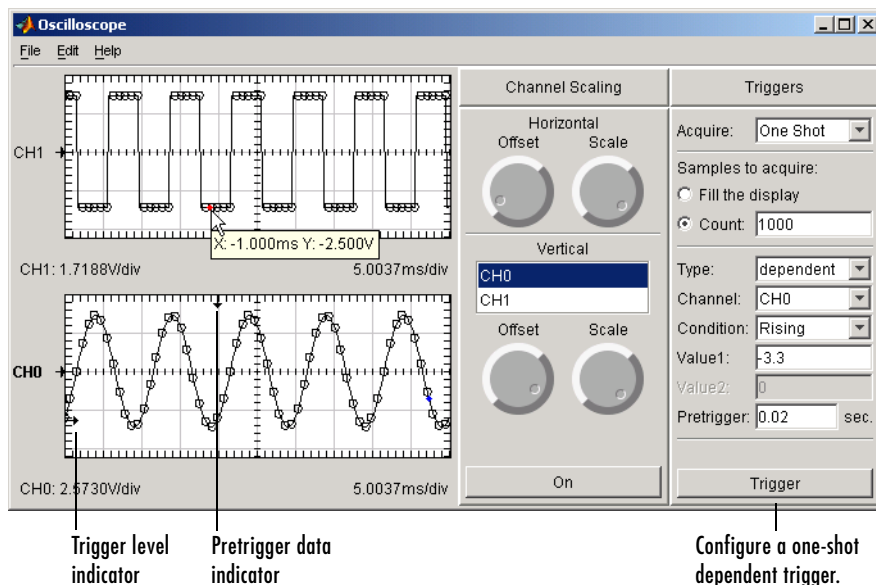 Oscilloscope
File Edit Help
CH1
X: -1.000ms Y: -2.500V
CH1: 1.7188V/div 5.0037ms/div
CH0
CH0: 2.5730V/div 5.0037ms/div
Channel Scaling
Horizontal
Offset Scale
Vertical
CH0
CH1
Offset Scale
On
Triggers
Acquire: One Shot
Samples to acquire:
Fill the display
Count: 1000
Type: dependent
Channel: CH0
Condition: Rising
Value1: -3.3
Value2: 0
Pretrigger: 0.02 sec.
Trigger
Trigger level
indicator
Pretrigger data
indicator
Configure a one-shot
dependent trigger.